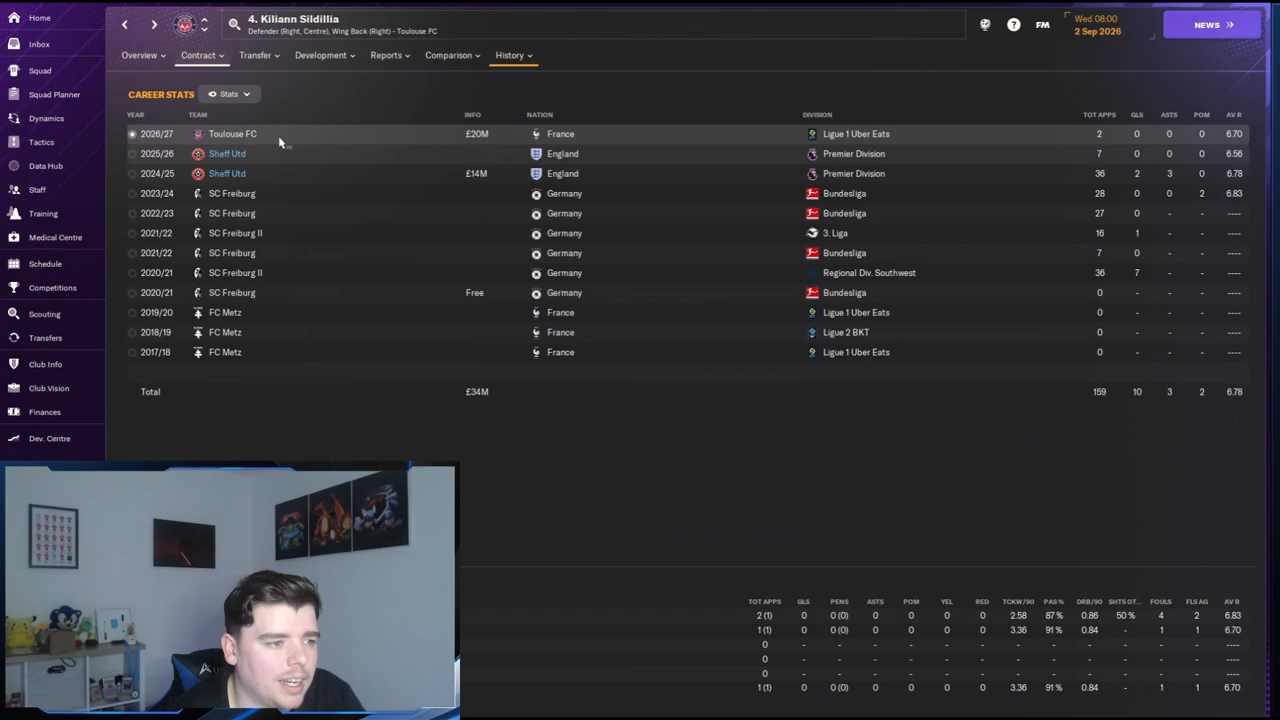 Home
Inbox
Squad
Squad Planner
Dynamics
Tactics
Data Hub
Staff
Training
Medical Centre
Schedule
Competitions
Scouting
Transfers
Club Info
Club Vision
Finances
Dev. Centre
4. Kiliann Sildillia
Defender (Right, Centre), Wing Back (Right) - Toulouse FC
? FM Wed 08:00
2 Sep 2026
NEWS
Overview Contract Transfer Development Reports Comparison History
CAREER STATS Stats
YEAR TEAM INFO NATION DIVISION TOT APPS GLS ASTS POM AV R
2026/27 Toulouse FC £20M France Ligue 1 Uber Eats 2 0 0 0 6.70
2025/26 Sheff Utd England Premier Division 7 0 0 0 6.56
2024/25 Sheff Utd £14M England Premier Division 36 2 3 0 6.78
2023/24 SC Freiburg Germany Bundesliga 28 0 0 2 6.83
2022/23 SC Freiburg Germany Bundesliga 27 0 - - ----
2021/22 SC Freiburg II Germany 3. Liga 16 1 - - ----
2021/22 SC Freiburg Germany Bundesliga 7 0 - - ----
2020/21 SC Freiburg II Germany Regional Div. Southwest 36 7 - - ----
2020/21 SC Freiburg Free Germany Bundesliga 0 - - - ----
2019/20 FC Metz France Ligue 1 Uber Eats 0 - - - ----
2018/19 FC Metz France Ligue 2 BKT 0 - - - ----
2017/18 FC Metz France Ligue 1 Uber Eats 0 - - - ----
Total £34M 159 10 3 2 6.78
TOT APPS GLS PENS ASTS POM YEL RED TCKW/90 PAS % DRB/90 SHTS OT... FOULS FLS AG AV R
2 (1) 0 0 (0) 0 0 0 0 2.58 87 % 0.86 50 % 4 2 6.83
1 (1) 0 0 (0) 0 0 0 0 3.36 91 % 0.84 - 1 1 6.70
0 - - - - - - - - - - - - ----
0 - - - - - - - - - - - - ----
0 - - - - - - - - - - - - ----
1 (1) 0 0 (0) 0 0 0 0 3.36 91 % 0.84 - 1 1 6.70